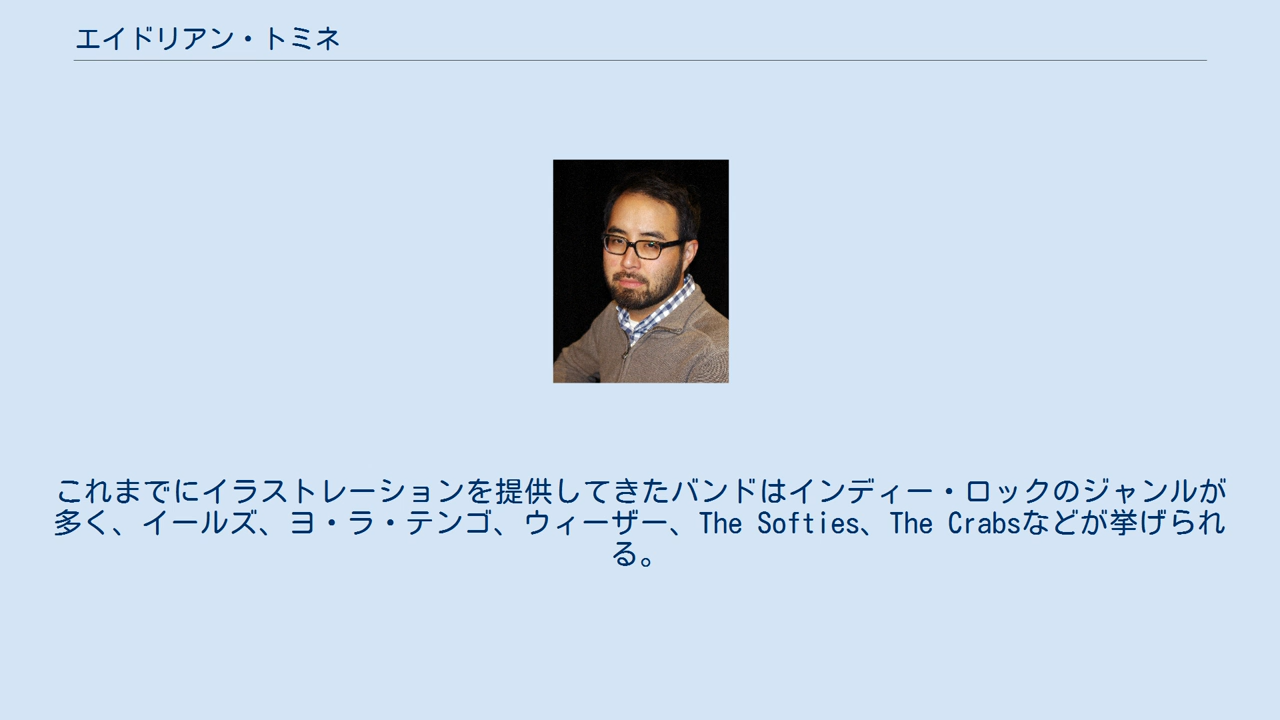 エイドリアン・トミネ
これまでにイラストレーションを提供してきたバンドはインディー・ロックのジャンルが
多く、イールズ、ヨ・ラ・テンゴ、ウィーザー、The Softies、The Crabsなどが挙げられ
る。